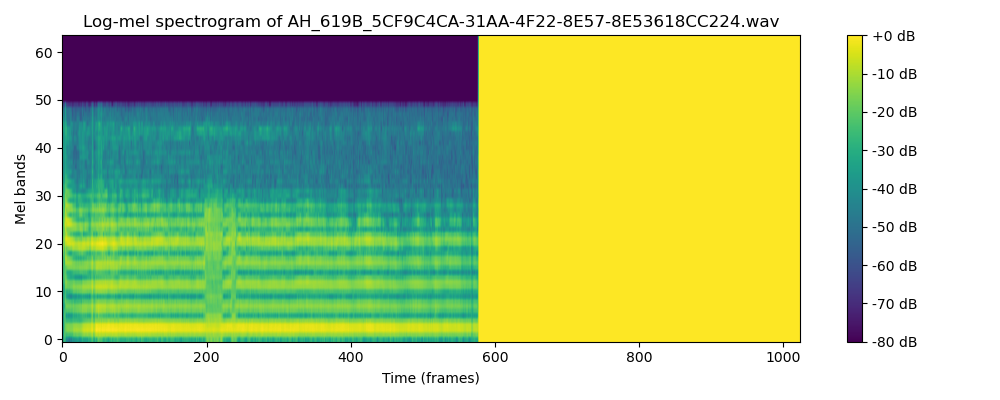 Log-mel spectrogram of AH_619B_5CF9C4CA-31AA-4F22-8E57-8E53618CC224.wav
60
50
40
30
20
10
0
Mel bands
0 200 400 600 800 1000
Time (frames)
+0 dB
-10 dB
-20 dB
-30 dB
-40 dB
-50 dB
-60 dB
-70 dB
-80 dB